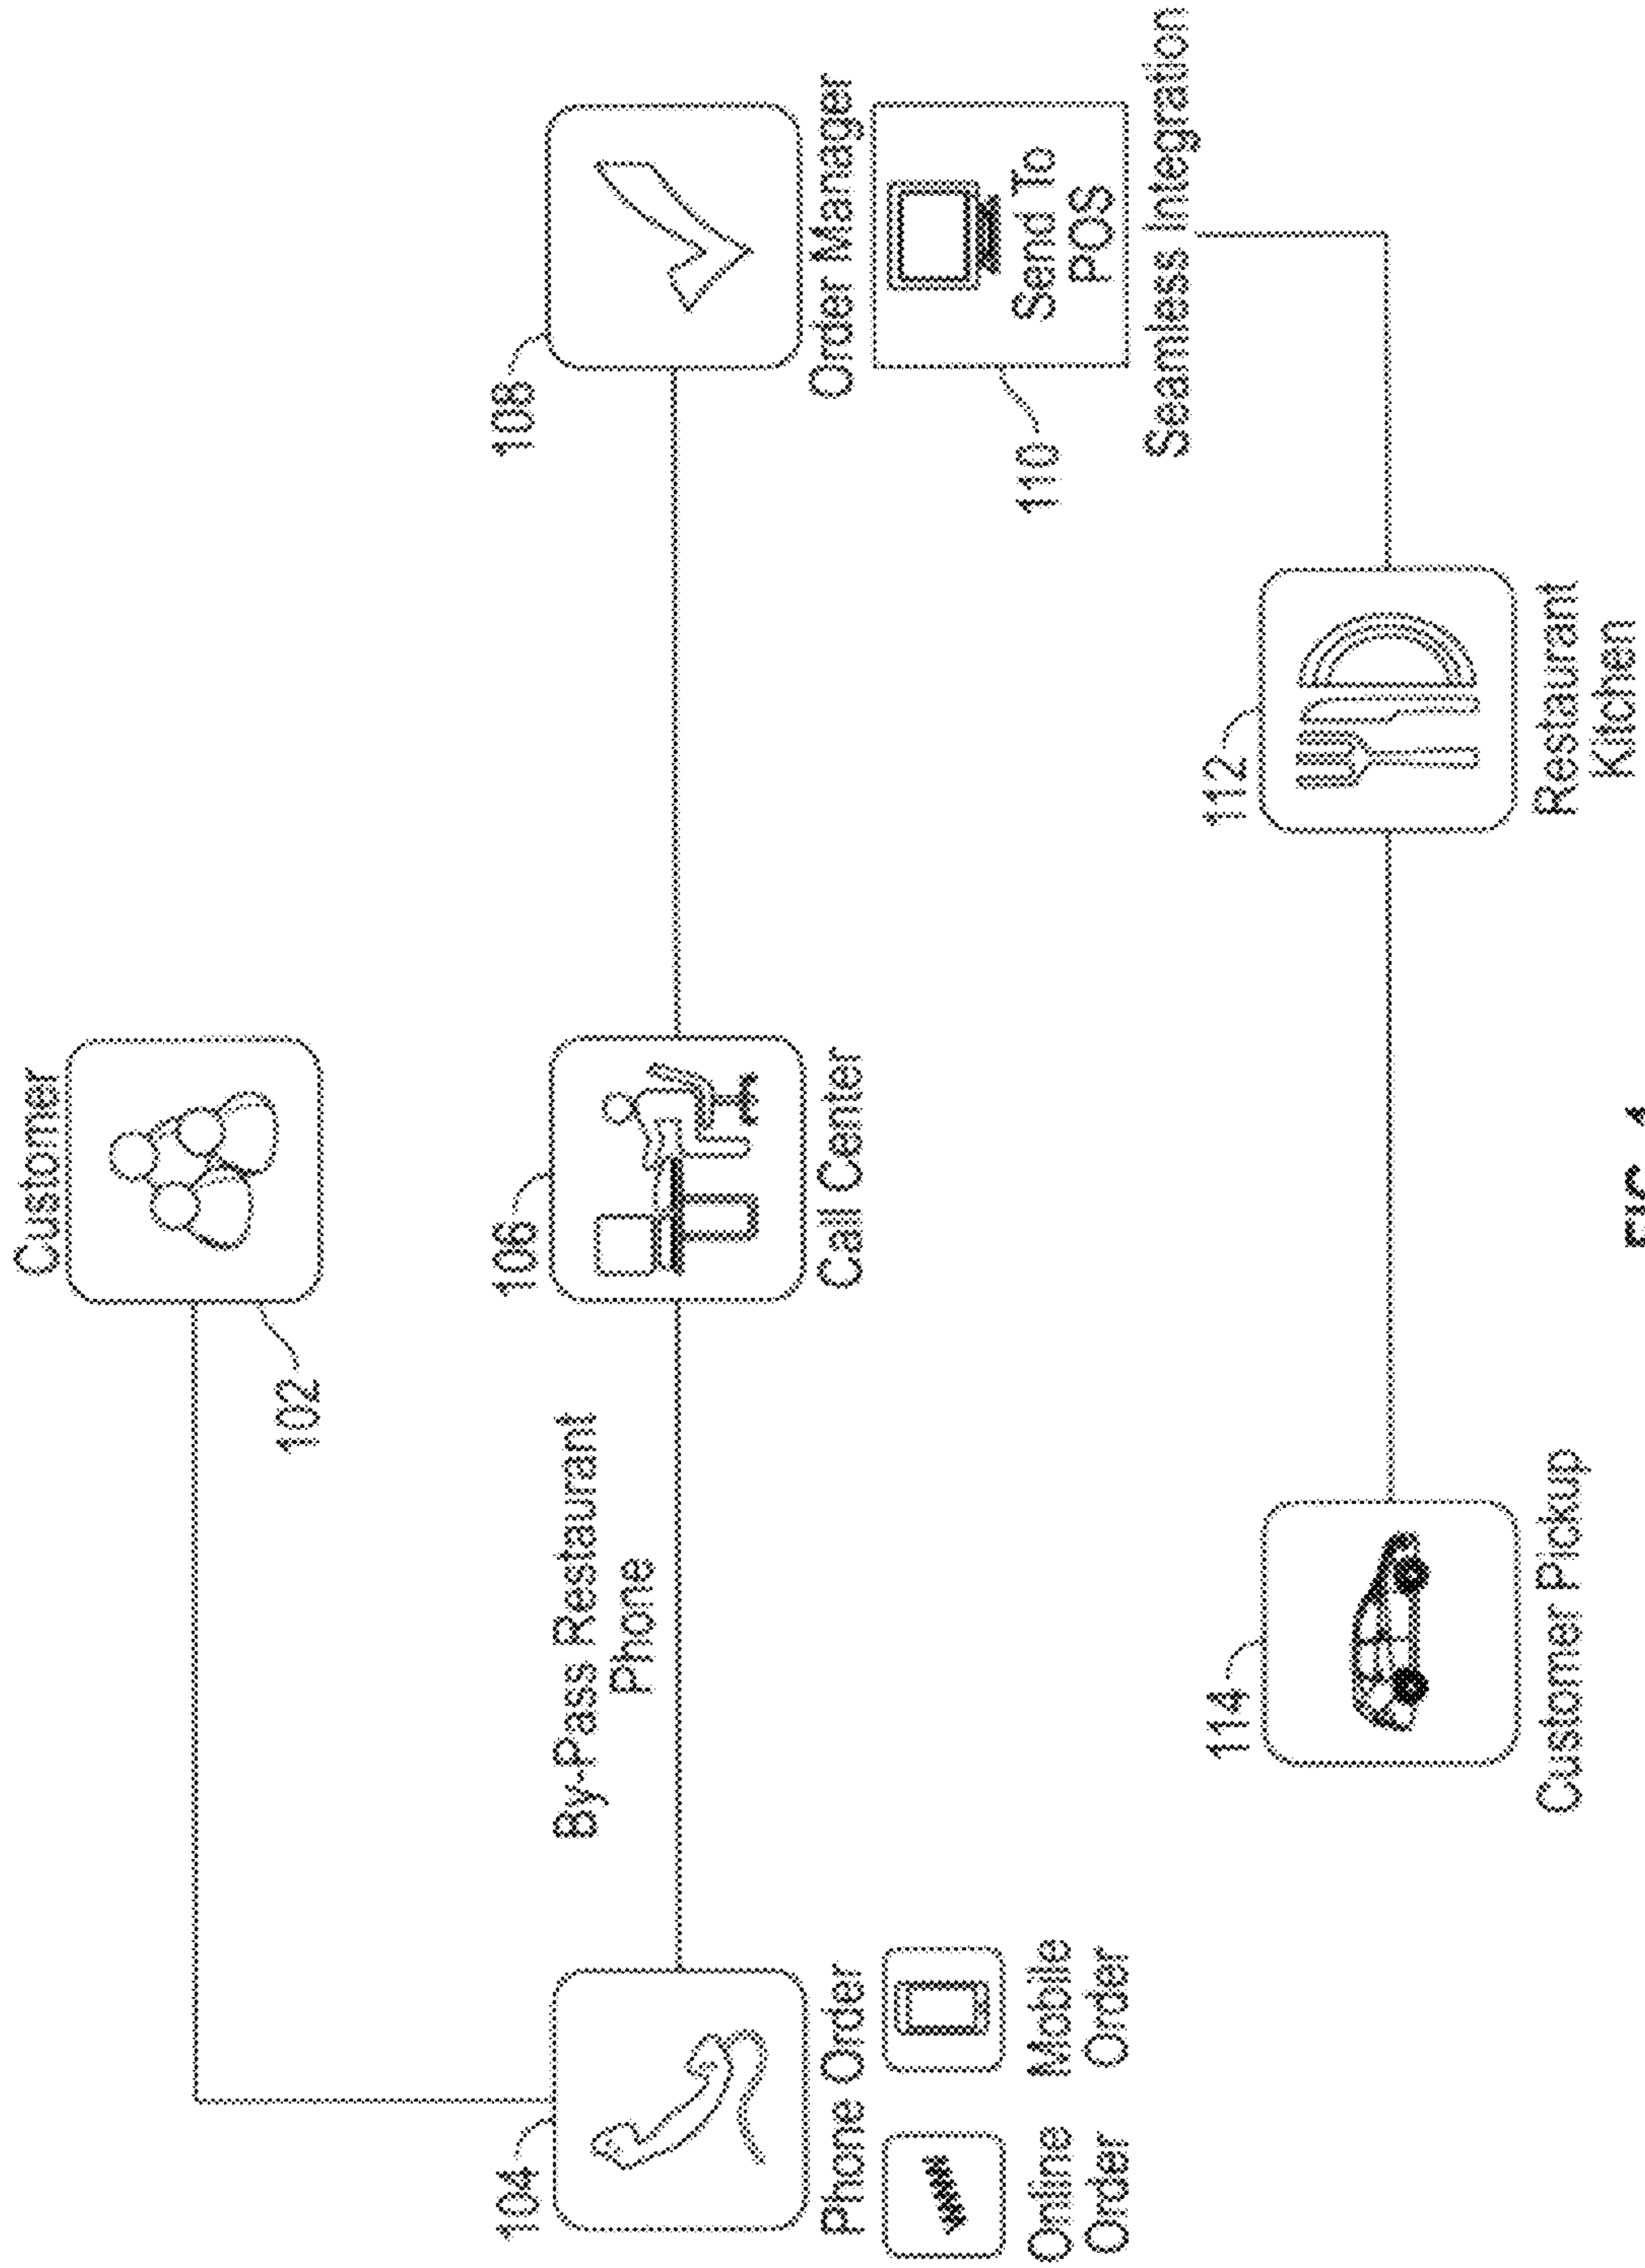 Customer
102
104
By-Pass Restaurant
Phone
106
108
Phone Order
Call Center
Order Manager
Online
Order
Mobile
Order
110
Send To
POS
Seamless Integration
114
112
Customer Pickup
Restaurant
Kitchen